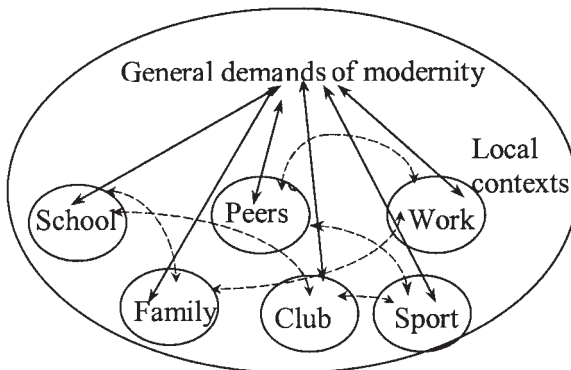 General demands of modernity
Local
contexts
School
Peers
Work
Family
Club
Sport